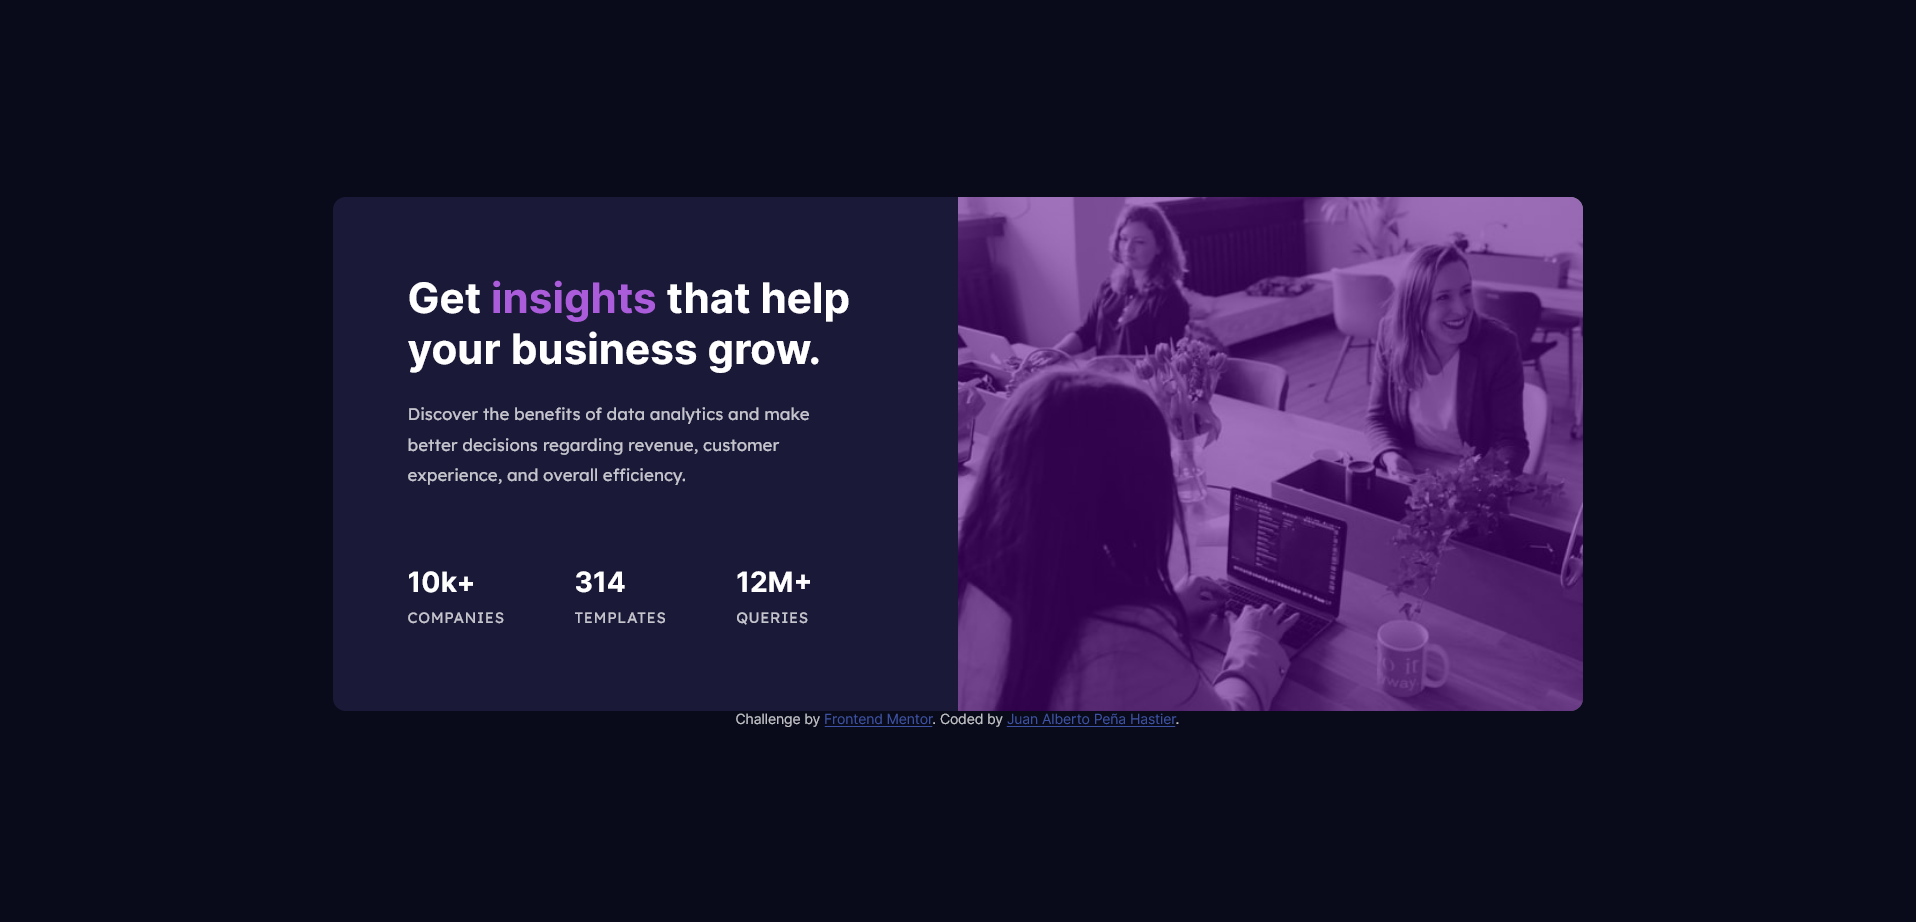 Get insights that help
your business grow.
Discover the benefits of data analytics and make
better decisions regarding revenue, customer
experience, and overall efficiency.
10k+ 314 12M+
COMPANIES TEMPLATES QUERIES
Challenge by Frontend Mentor. Coded by Juan Alberto Peña Hastier.